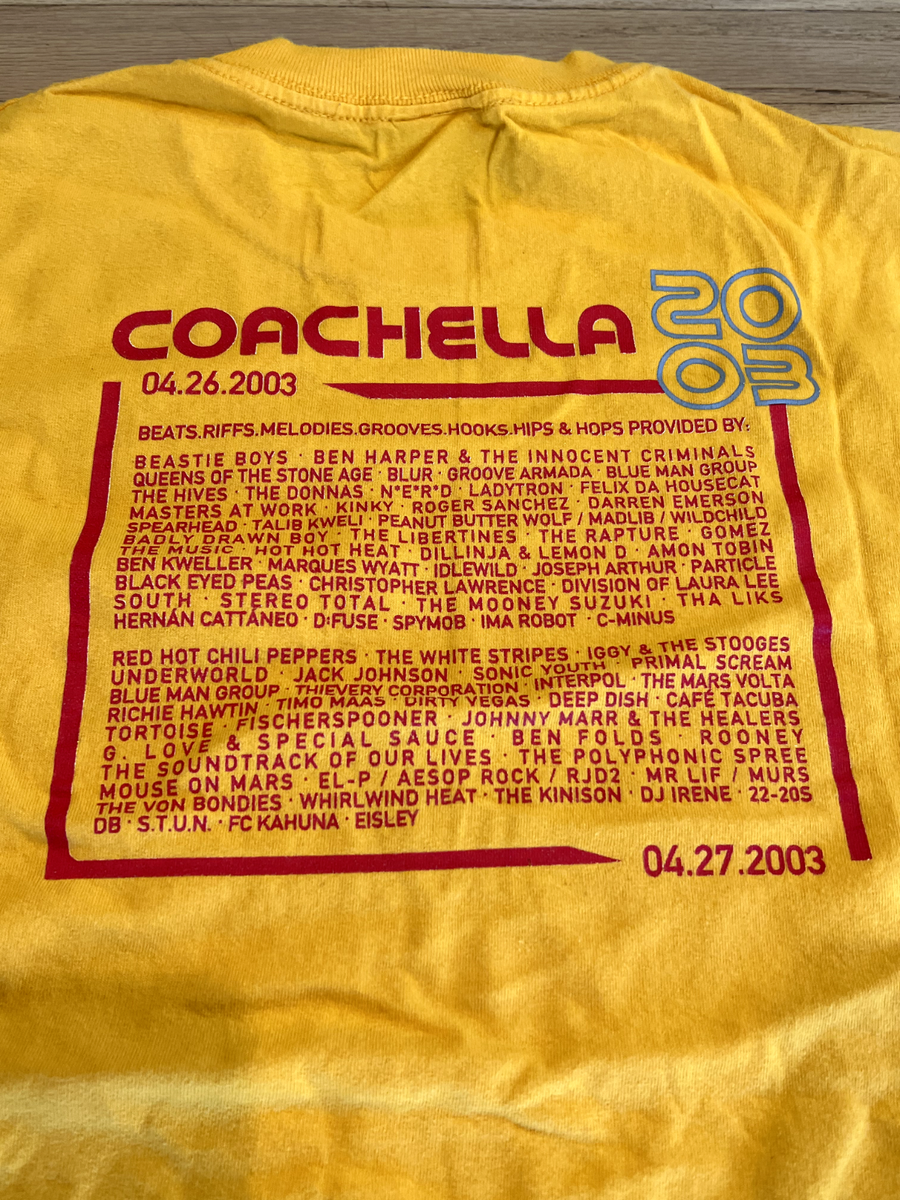 COACHELLA 2003
04.26.2003
BEATS.RIFFS.MELODIES.GROOVES.HOOKS.HIPS & HOPS PROVIDED BY:
BEASTIE BOYS · BEN HARPER & THE INNOCENT CRIMINALS
QUEENS OF THE STONE AGE · BLUR · GROOVE ARMADA · BLUE MAN GROUP
THE HIVES · THE DONNAS · N*E*R*D · LADYTRON · FELIX DA HOUSECAT
MASTERS AT WORK · KINKY · ROGER SANCHEZ · DARREN EMERSON
SPEARHEAD · TALIB KWELI · PEANUT BUTTER WOLF / MADLIB / WILDCHILD
BADLY DRAWN BOY · THE LIBERTINES · THE RAPTURE · GOMEZ
THE MUSIC · HOT HOT HEAT · DILLINJA & LEMON D · AMON TOBIN
BEN KWELLER · MARQUES WYATT · IDLEWILD · JOSEPH ARTHUR · PARTICLE
BLACK EYED PEAS · CHRISTOPHER LAWRENCE · DIVISION OF LAURA LEE
SOUTH · STEREO TOTAL · THE MOONEY SUZUKI · THA LIKS
HERNÁN CATTÁNEO · D:FUSE · SPYMOB · IMA ROBOT · C-MINUS
RED HOT CHILI PEPPERS · THE WHITE STRIPES · IGGY & THE STOOGES
UNDERWORLD · JACK JOHNSON · SONIC YOUTH · PRIMAL SCREAM
BLUE MAN GROUP · THIEVERY CORPORATION · INTERPOL · THE MARS VOLTA
RICHIE HAWTIN · TIMO MAAS · DIRTY VEGAS · DEEP DISH · CAFÉ TACUBA
TORTOISE · FISCHERSPOONER · JOHNNY MARR & THE HEALERS
G. LOVE & SPECIAL SAUCE · BEN FOLDS · ROONEY
THE SOUNDTRACK OF OUR LIVES · THE POLYPHONIC SPREE
MOUSE ON MARS · EL-P / AESOP ROCK / RJD2 · MR LIF / MURS
THE VON BONDIES · WHIRLWIND HEAT · THE KINISON · DJ IRENE · 22-20S
DB · S.T.U.N. · FC KAHUNA · EISLEY
04.27.2003